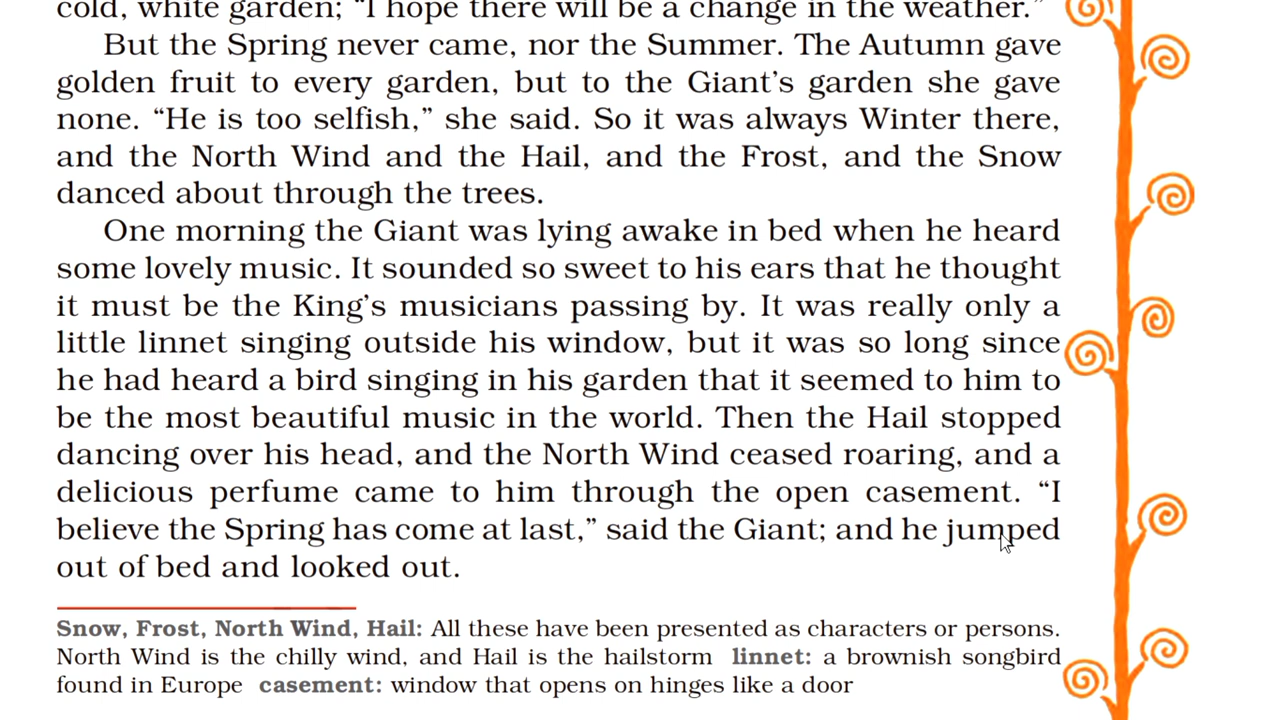 cold, white garden; “I hope there will be a change in the weather.”
But the Spring never came, nor the Summer. The Autumn gave
golden fruit to every garden, but to the Giant’s garden she gave
none. “He is too selfish,” she said. So it was always Winter there,
and the North Wind and the Hail, and the Frost, and the Snow
danced about through the trees.
One morning the Giant was lying awake in bed when he heard
some lovely music. It sounded so sweet to his ears that he thought
it must be the King’s musicians passing by. It was really only a
little linnet singing outside his window, but it was so long since
he had heard a bird singing in his garden that it seemed to him to
be the most beautiful music in the world. Then the Hail stopped
dancing over his head, and the North Wind ceased roaring, and a
delicious perfume came to him through the open casement. “I
believe the Spring has come at last,” said the Giant; and he jumped
out of bed and looked out.
Snow, Frost, North Wind, Hail: All these have been presented as characters or persons.
North Wind is the chilly wind, and Hail is the hailstorm linnet: a brownish songbird
found in Europe casement: window that opens on hinges like a door